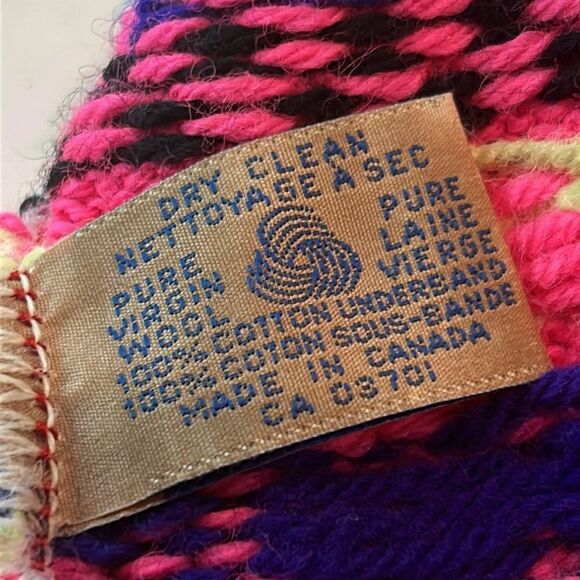 DRY CLEAN
NETTOYAGE A SEC
PURE PURE
VIRGIN LAINE
WOOL VIERGE
100% COTTON UNDERBAND
100% COTON SOUS-BANDE
MADE IN CANADA
CA 03701